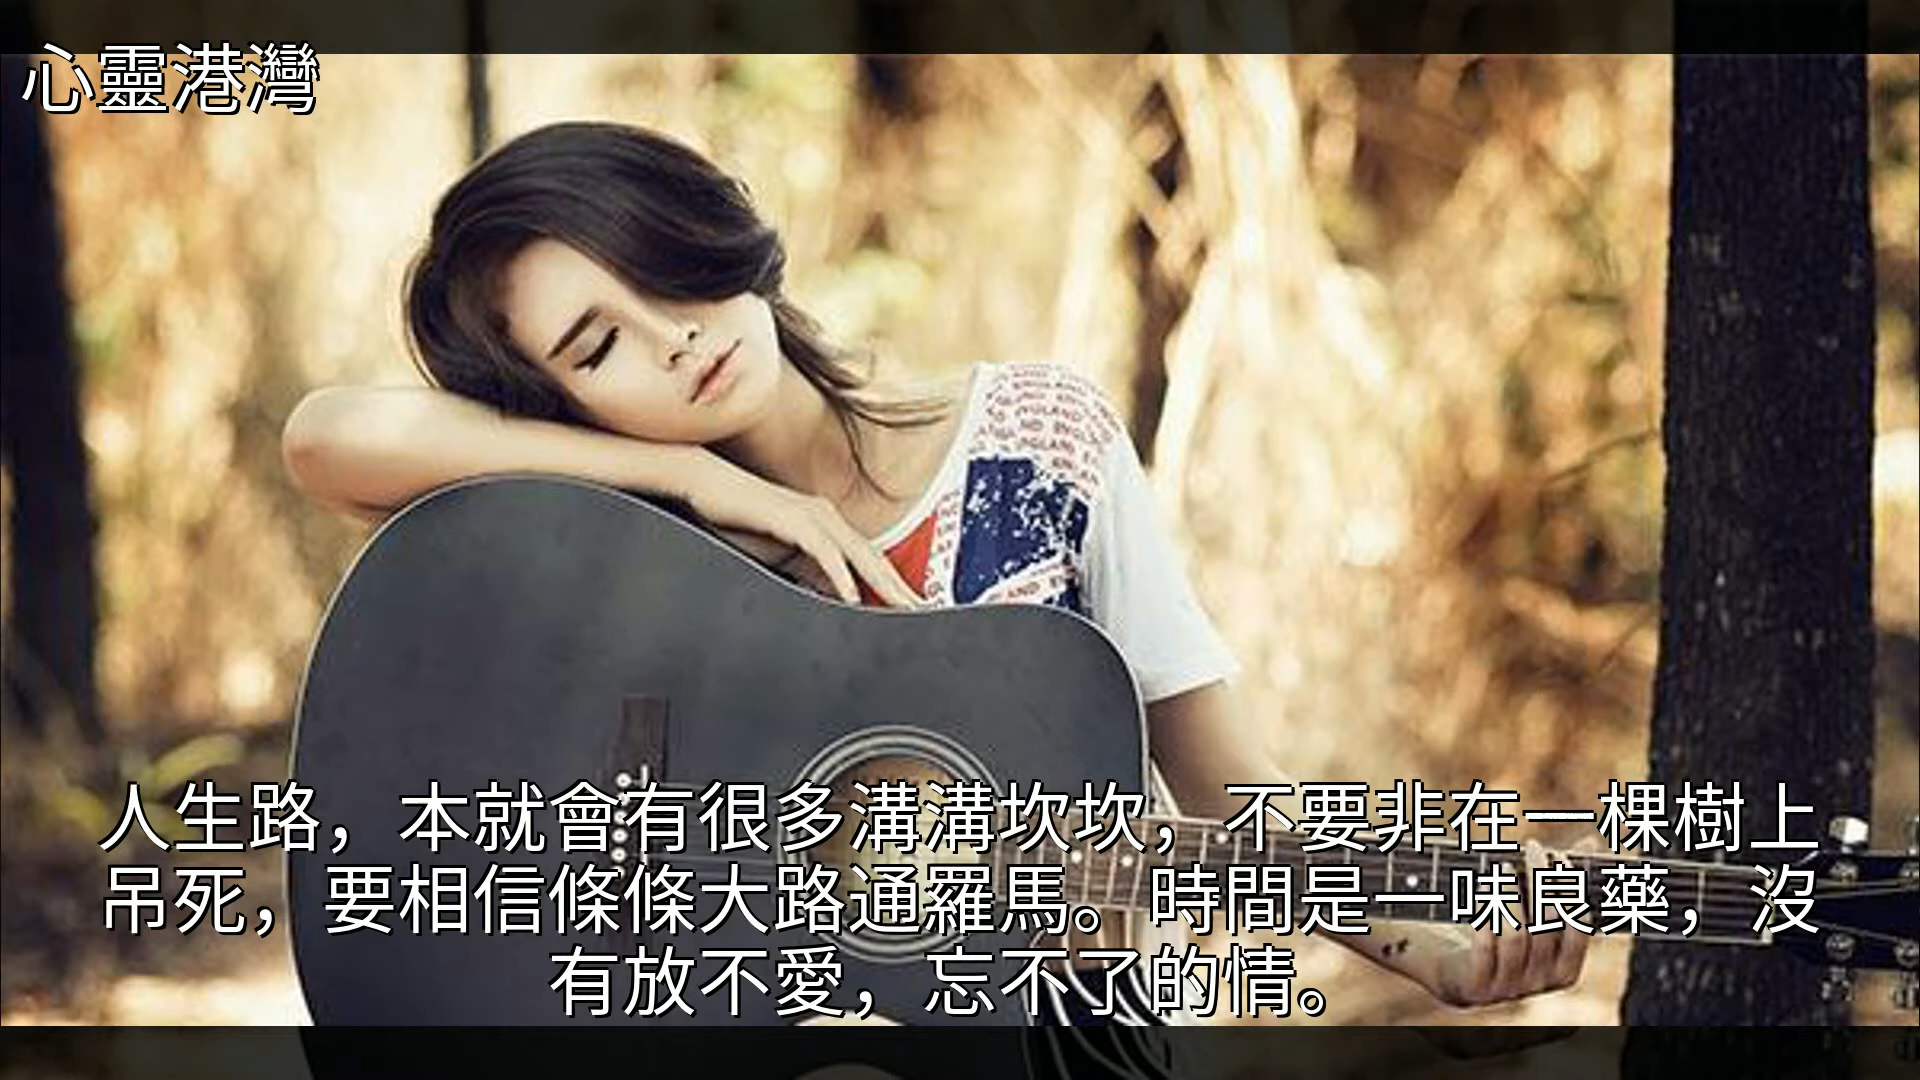 心靈港灣
人生路，本就會有很多溝溝坎坎，不要非在一棵樹上
吊死，要相信條條大路通羅馬。時間是一味良藥，沒
有放不愛，忘不了的情。